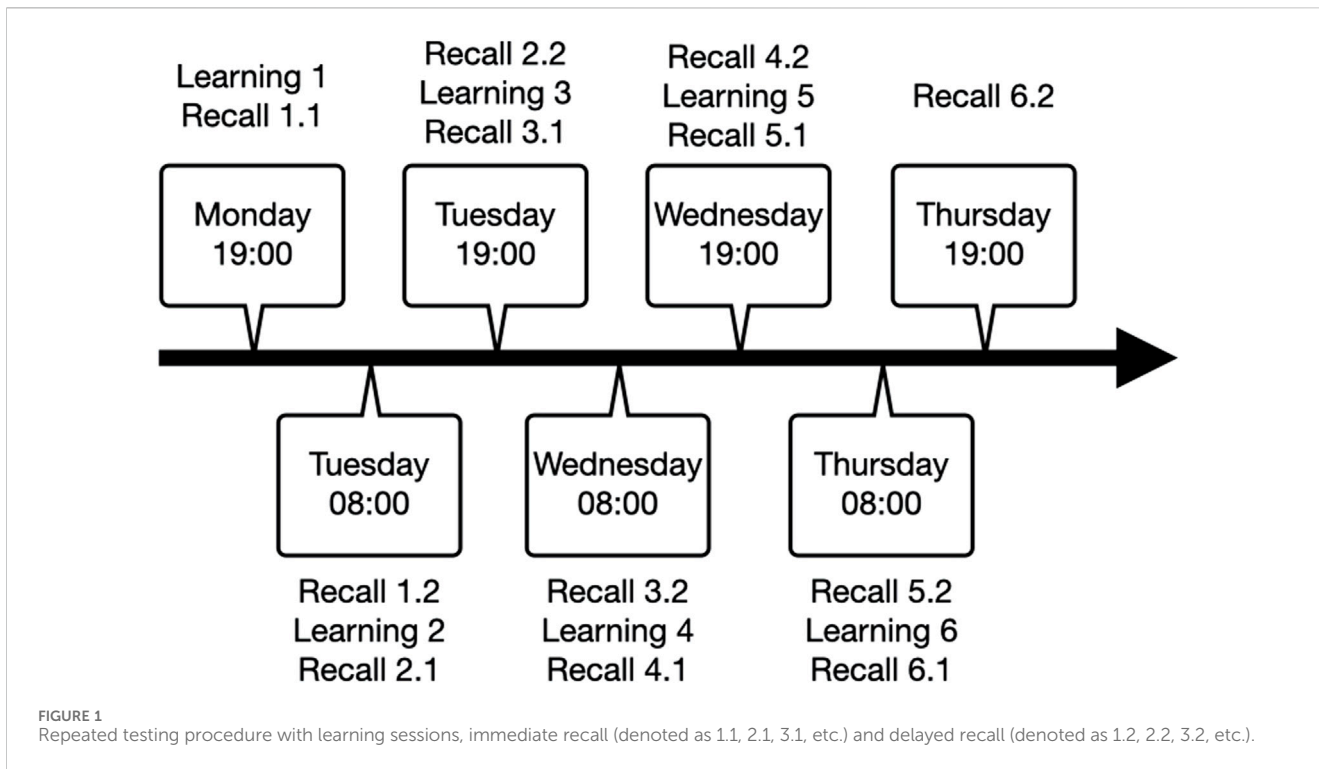 Learning 1
Recall 1.1
Recall 2.2
Learning 3
Recall 3.1
Recall 4.2
Learning 5
Recall 5.1
Recall 6.2
Monday
19:00
Tuesday
19:00
Wednesday
19:00
Thursday
19:00
Tuesday
08:00
Wednesday
08:00
Thursday
08:00
Recall 1.2
Learning 2
Recall 2.1
Recall 3.2
Learning 4
Recall 4.1
Recall 5.2
Learning 6
Recall 6.1
FIGURE 1
Repeated testing procedure with learning sessions, immediate recall (denoted as 1.1, 2.1, 3.1, etc.) and delayed recall (denoted as 1.2, 2.2, 3.2, etc.).